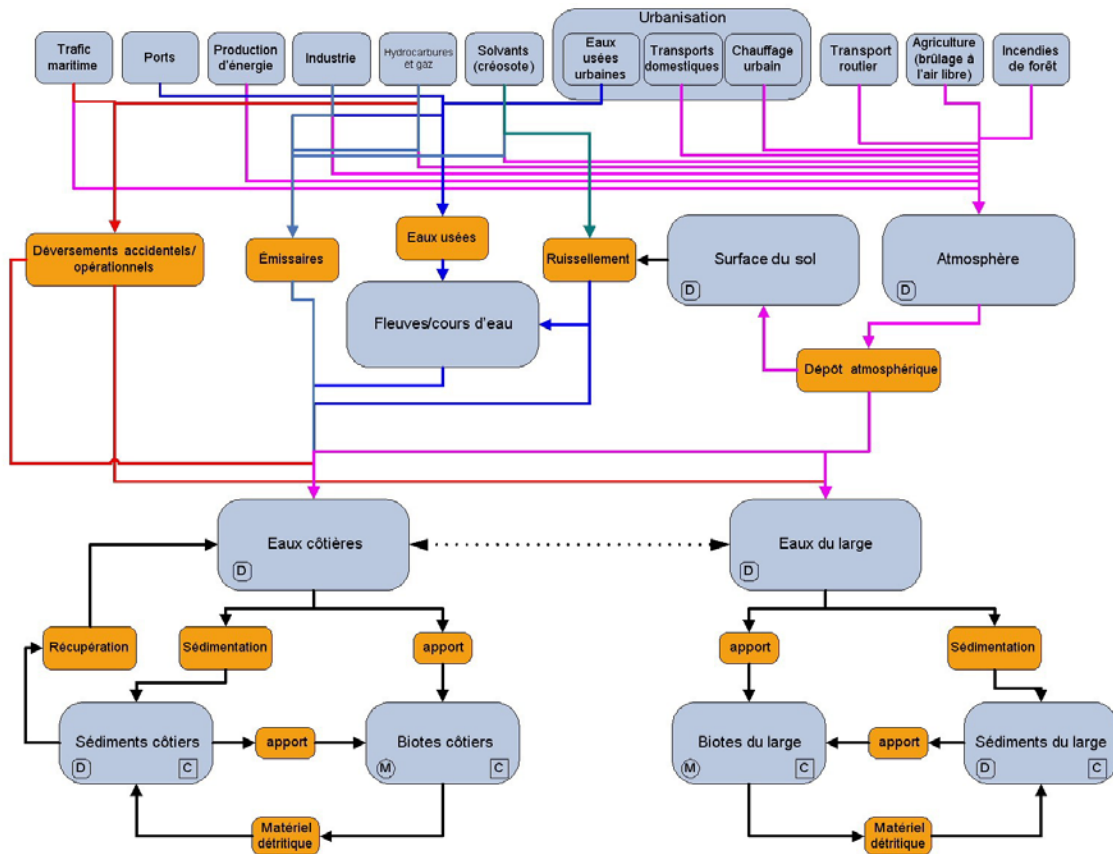 Urbanisation
Trafic
maritime
Ports
Production
d'énergie
Industrie
Hydrocarbures
et gaz
Solvants
(créosote)
Eaux
usées
urbaines
Transports
domestiques
Chauffage
urbain
Transport
routier
Agriculture
(brûlage à
l'air libre)
Incendies
de forêt
Déversements accidentels/
opérationnels
Émissaires
Eaux usées
Ruissellement
Surface du sol
D
Atmosphère
D
Fleuves/cours d'eau
Dépôt atmosphérique
Eaux côtières
D
Eaux du large
D
Récupération
Sédimentation
apport
apport
Sédimentation
Sédiments côtiers
D
C
apport
Biotes côtiers
M
C
Biotes du large
M
C
apport
Sédiments du large
D
C
Matériel
détritique
Matériel
détritique